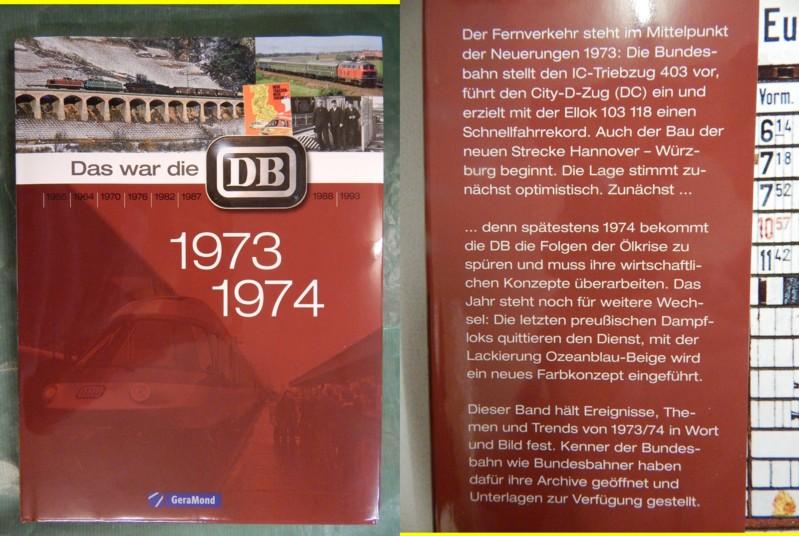 Das war die
DB
1955 1964 1970 1976 1982 1987 1988 1993
1973
1974
GeraMond
Der Fernverkehr steht im Mittelpunkt
der Neuerungen 1973: Die Bundes-
bahn stellt den IC-Triebzug 403 vor,
führt den City-D-Zug (DC) ein und
erzielt mit der Ellok 103 118 einen
Schnellfahrrekord. Auch der Bau der
neuen Strecke Hannover – Würz-
burg beginnt. Die Lage stimmt zu-
nächst optimistisch. Zunächst ...
... denn spätestens 1974 bekommt
die DB die Folgen der Ölkrise zu
spüren und muss ihre wirtschaftli-
chen Konzepte überarbeiten. Das
Jahr steht noch für weitere Wech-
sel: Die letzten preußischen Dampf-
loks quittieren den Dienst, mit der
Lackierung Ozeanblau-Beige wird
ein neues Farbkonzept eingeführt.
Dieser Band hält Ereignisse, The-
men und Trends von 1973/74 in Wort
und Bild fest. Kenner der Bundes-
bahn wie Bundesbahner haben
dafür ihre Archive geöffnet und
Unterlagen zur Verfügung gestellt.
Eu
Vorm.
6 14
7 18
7 52
10 57
11 42